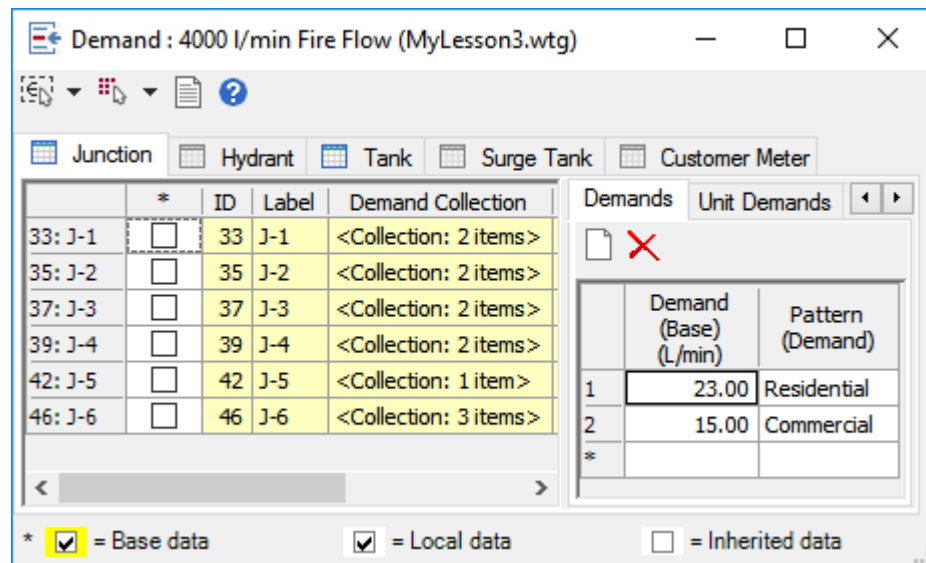 Demand : 4000 l/min Fire Flow (MyLesson3.wtg)
Junction Hydrant Tank Surge Tank Customer Meter
* ID Label Demand Collection
33: J-1 33 J-1 <Collection: 2 items>
35: J-2 35 J-2 <Collection: 2 items>
37: J-3 37 J-3 <Collection: 2 items>
39: J-4 39 J-4 <Collection: 2 items>
42: J-5 42 J-5 <Collection: 1 item>
46: J-6 46 J-6 <Collection: 3 items>
Demands Unit Demands
Demand
(Base)
(L/min)
Pattern
(Demand)
1 23.00 Residential
2 15.00 Commercial
*
* = Base data = Local data = Inherited data